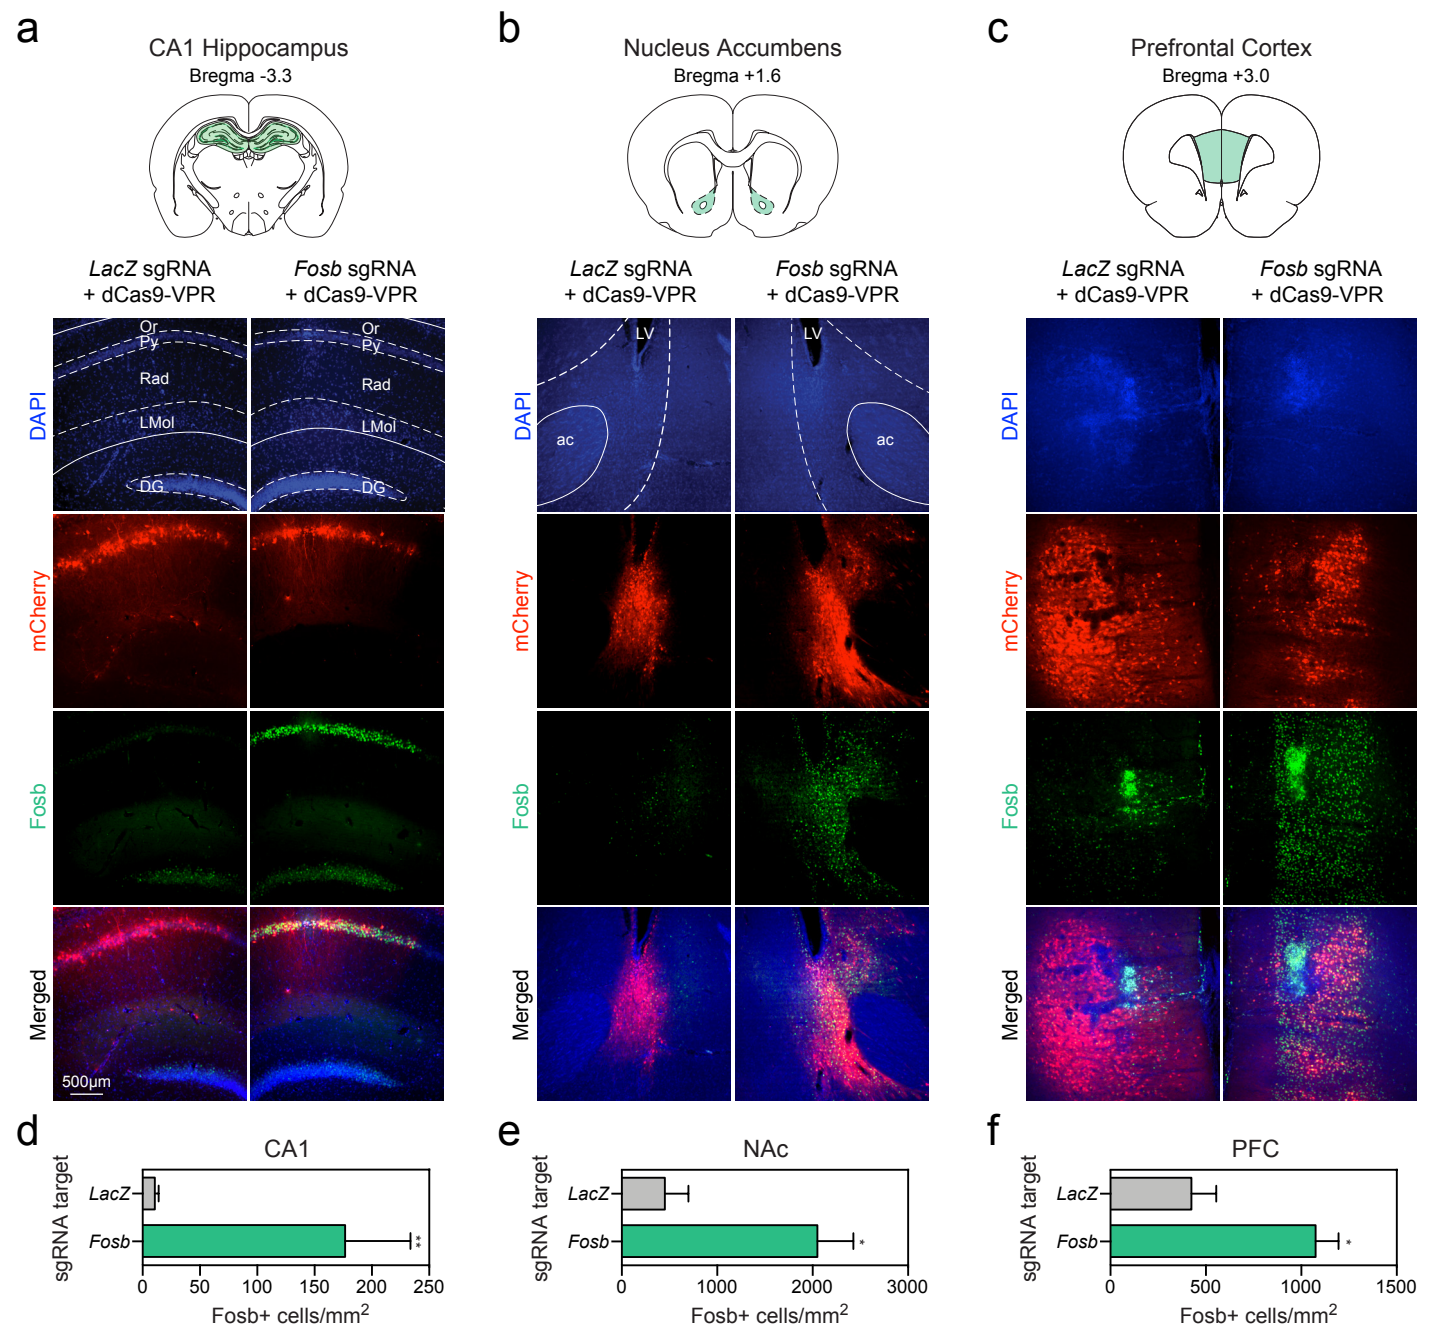 a
CA1 Hippocampus
Bregma -3.3
LacZ sgRNA
+ dCas9-VPR
Fosb sgRNA
+ dCas9-VPR
DAPI
Or
Py
Rad
LMol
DG
Or
Py
Rad
LMol
DG
mCherry
Fosb
Merged
500µm
b
Nucleus Accumbens
Bregma +1.6
LacZ sgRNA
+ dCas9-VPR
Fosb sgRNA
+ dCas9-VPR
DAPI
LV
ac
LV
ac
mCherry
Fosb
Merged
c
Prefrontal Cortex
Bregma +3.0
LacZ sgRNA
+ dCas9-VPR
Fosb sgRNA
+ dCas9-VPR
DAPI
mCherry
Fosb
Merged
d
CA1
sgRNA target
LacZ
Fosb
**
0 50 100 150 200 250
Fosb+ cells/mm²
e
NAc
sgRNA target
LacZ
Fosb
*
0 1000 2000 3000
Fosb+ cells/mm²
f
PFC
sgRNA target
LacZ
Fosb
*
0 500 1000 1500
Fosb+ cells/mm²